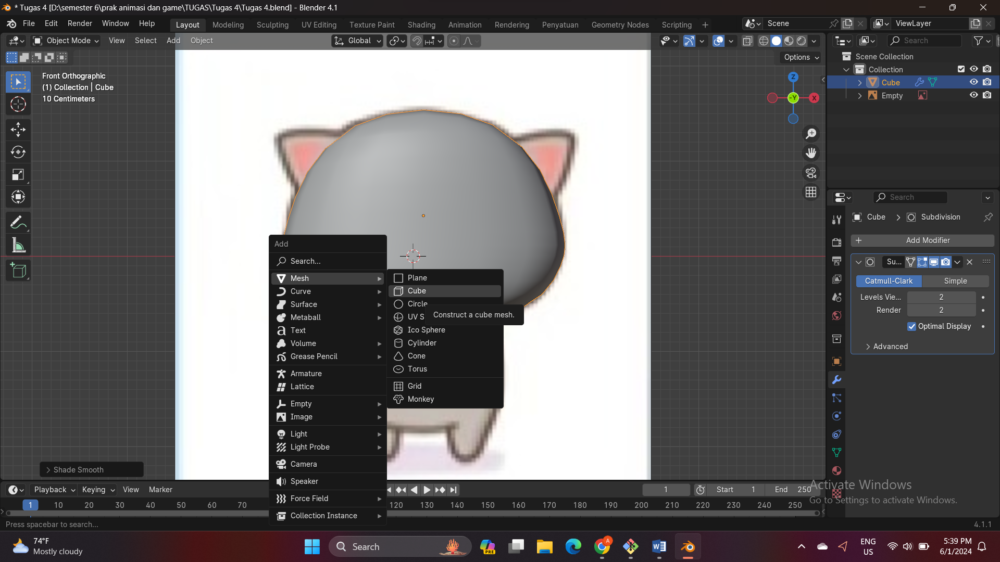 * Tugas 4 [D:\semester 6\prak animasi dan game\TUGAS\Tugas 4\Tugas 4.blend] - Blender 4.1
File Edit Render Window Help
Layout Modeling Sculpting UV Editing Texture Paint Shading Animation Rendering Penyatuan Geometry Nodes Scripting +
Scene
ViewLayer
Object Mode View Select Add Object
Global
Search
Options
Front Orthographic
(1) Collection | Cube
10 Centimeters
Z
-Y
X
Scene Collection
Collection
Cube
Empty
Search
Cube > Subdivision
+ Add Modifier
Su...
Catmull-Clark Simple
Levels Vie... 2
Render 2
Optimal Display
Advanced
Add
Search...
Mesh
Curve
Surface
Metaball
Text
Volume
Grease Pencil
Armature
Lattice
Empty
Image
Light
Light Probe
Camera
Speaker
Force Field
Collection Instance
Plane
Cube
Circle
UV S
Construct a cube mesh.
Ico Sphere
Cylinder
Cone
Torus
Grid
Monkey
Shade Smooth
Playback Keying View Marker
1
Start 1
End 250
1 10 20 30 40 50 60 70 120 130 140 150 160 170 180 190 200 210 220 230 240 250
Activate Windows
Go to Settings to activate Windows.
Press spacebar to search...
4.1.1
74°F
Mostly cloudy
Search
PRE
A
ENG
US
5:39 PM
6/1/2024